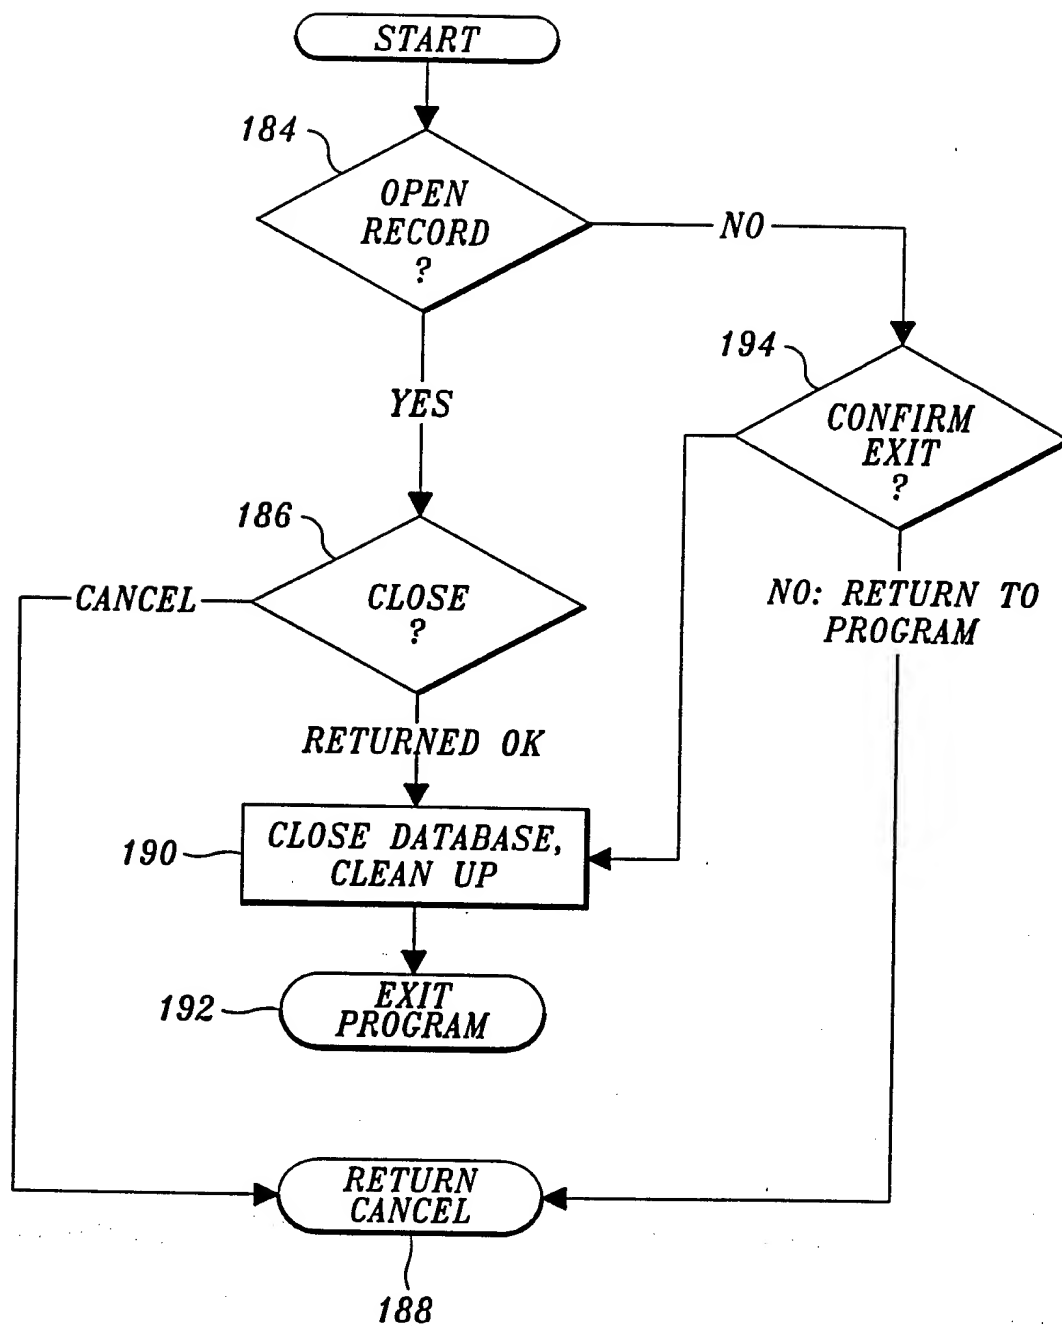 START
184
OPEN
RECORD
?
NO
194
CONFIRM
EXIT
?
YES
186
CLOSE
?
CANCEL
NO: RETURN TO
PROGRAM
RETURNED OK
190
CLOSE DATABASE,
CLEAN UP
192
EXIT
PROGRAM
RETURN
CANCEL
188